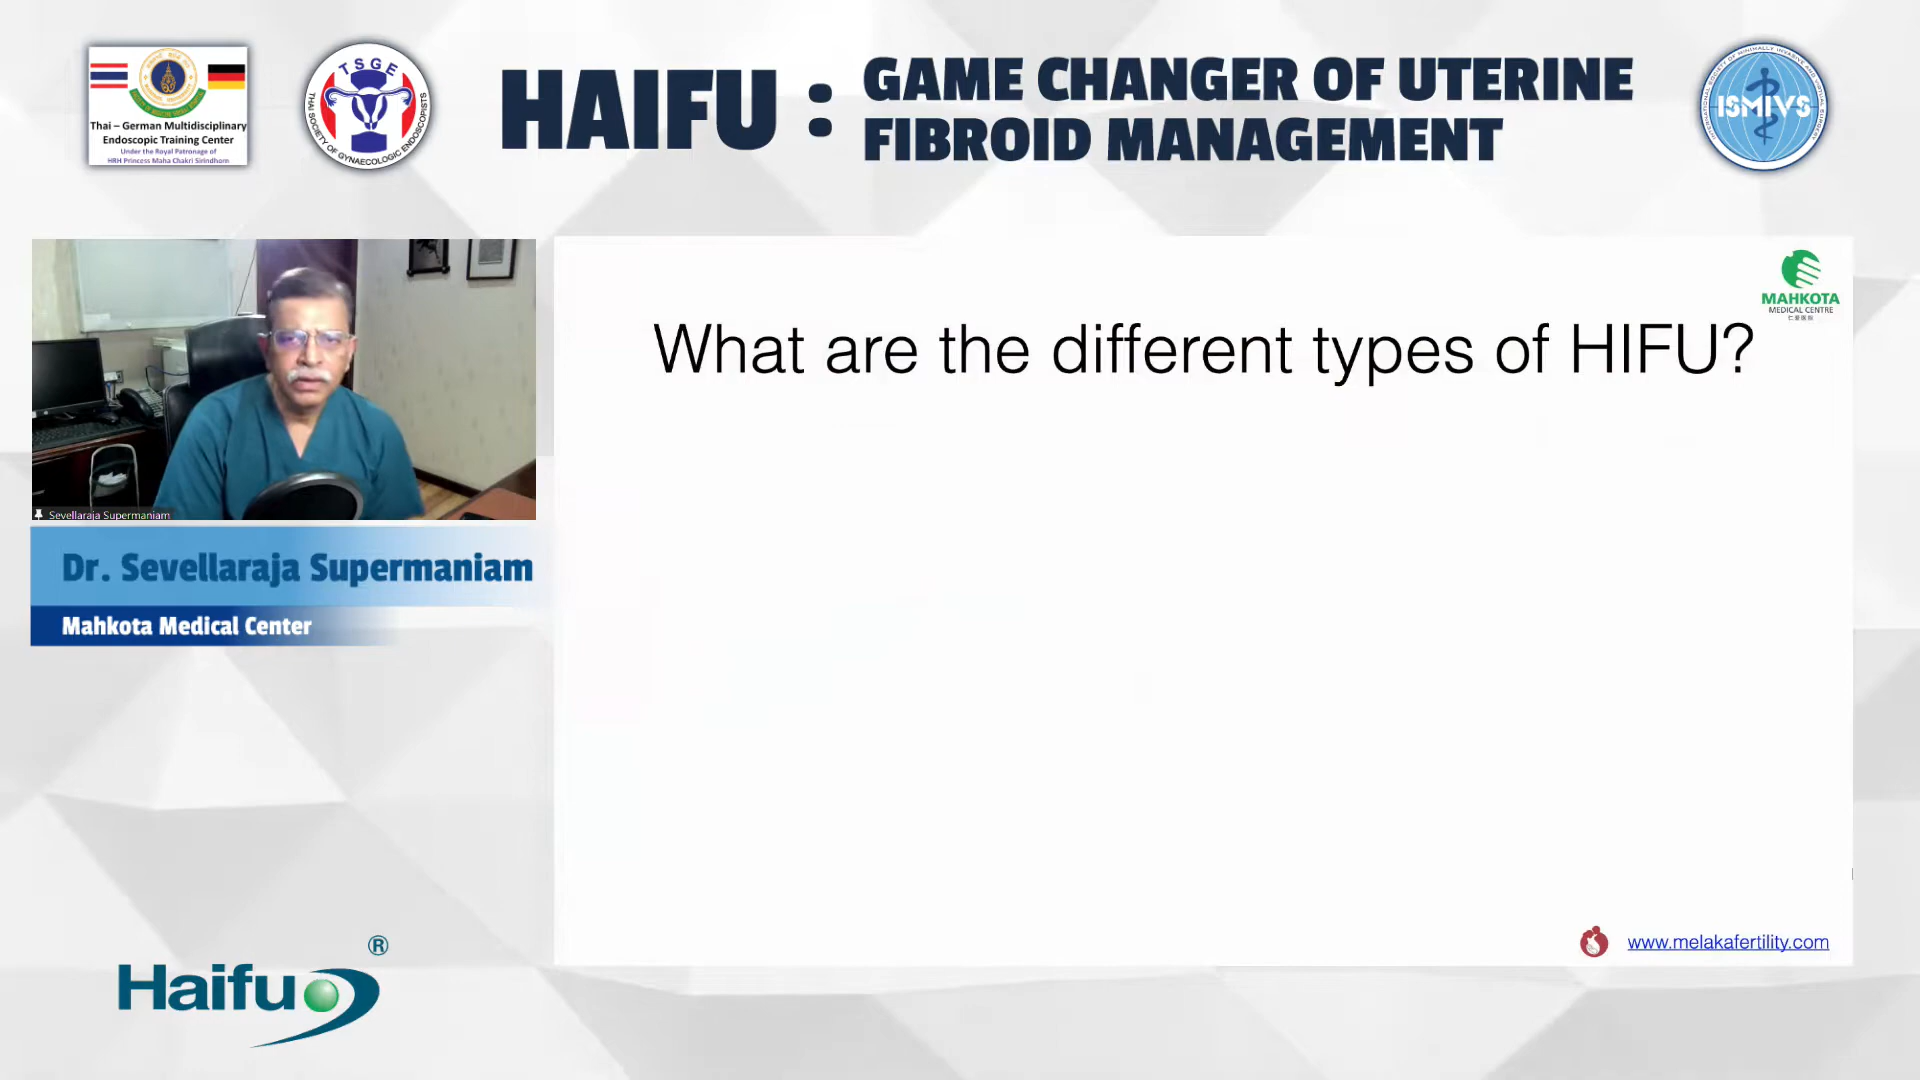 Thai – German Multidisciplinary
Endoscopic Training Center
Under the Royal Patronage of
HRH Princess Maha Chakri Sirindhorn
TSGE
THAI SOCIETY OF GYNAECOLOGIC ENDOSCOPISTS
HAIFU :
GAME CHANGER OF UTERINE
FIBROID MANAGEMENT
ISMIVS
MAHKOTA
MEDICAL CENTRE
What are the different types of HIFU?
Sevellaraja Supermaniam
Dr. Sevellaraja Supermaniam
Mahkota Medical Center
www.melakafertility.com
Haifu
®